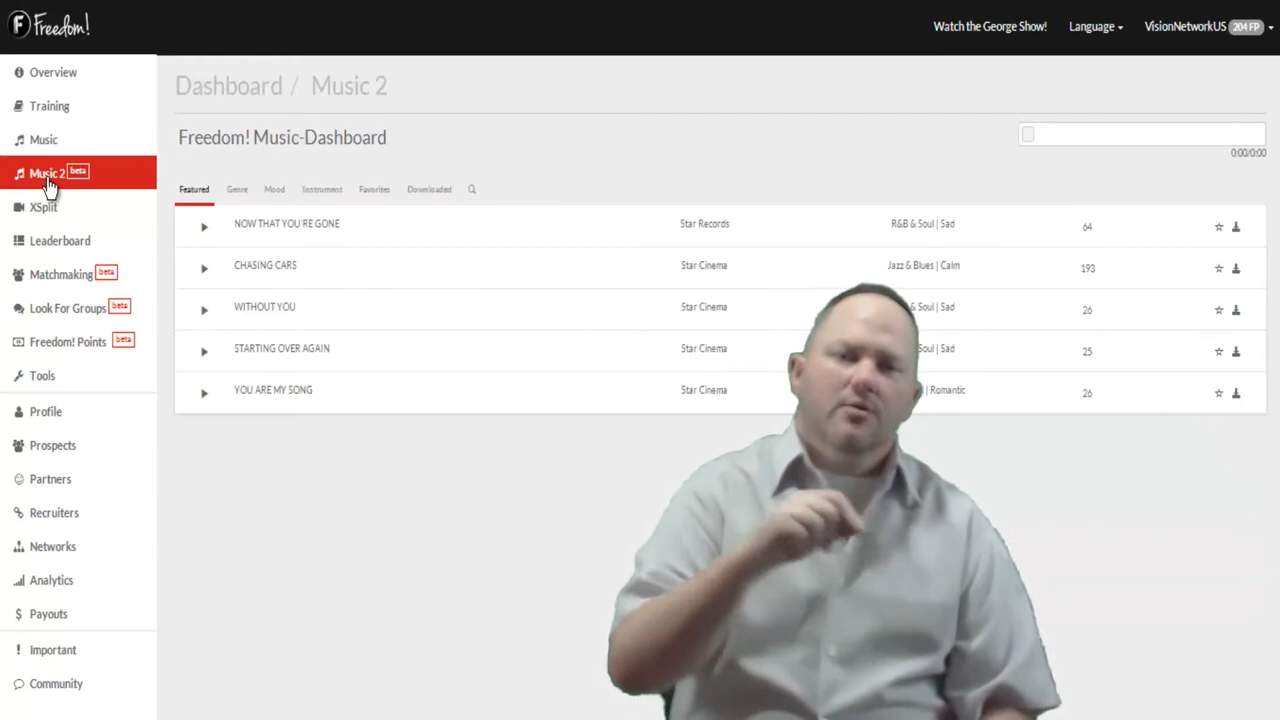 F Freedom!
Watch the George Show!
Language
VisionNetworkUS 204 FP
Overview
Training
Music
Music 2 beta
XSplit
Leaderboard
Matchmaking beta
Look For Groups beta
Freedom! Points beta
Tools
Profile
Prospects
Partners
Recruiters
Networks
Analytics
$ Payouts
! Important
Community
Dashboard / Music 2
Freedom! Music-Dashboard
0:00/0:00
Featured Genre Mood Instrument Favorites Downloaded
NOW THAT YOU'RE GONE Star Records R&B & Soul | Sad 64
CHASING CARS Star Cinema Jazz & Blues | Calm 193
WITHOUT YOU Star Cinema & Soul | Sad 26
STARTING OVER AGAIN Star Cinema Soul | Sad 25
YOU ARE MY SONG Star Cinema | Romantic 26